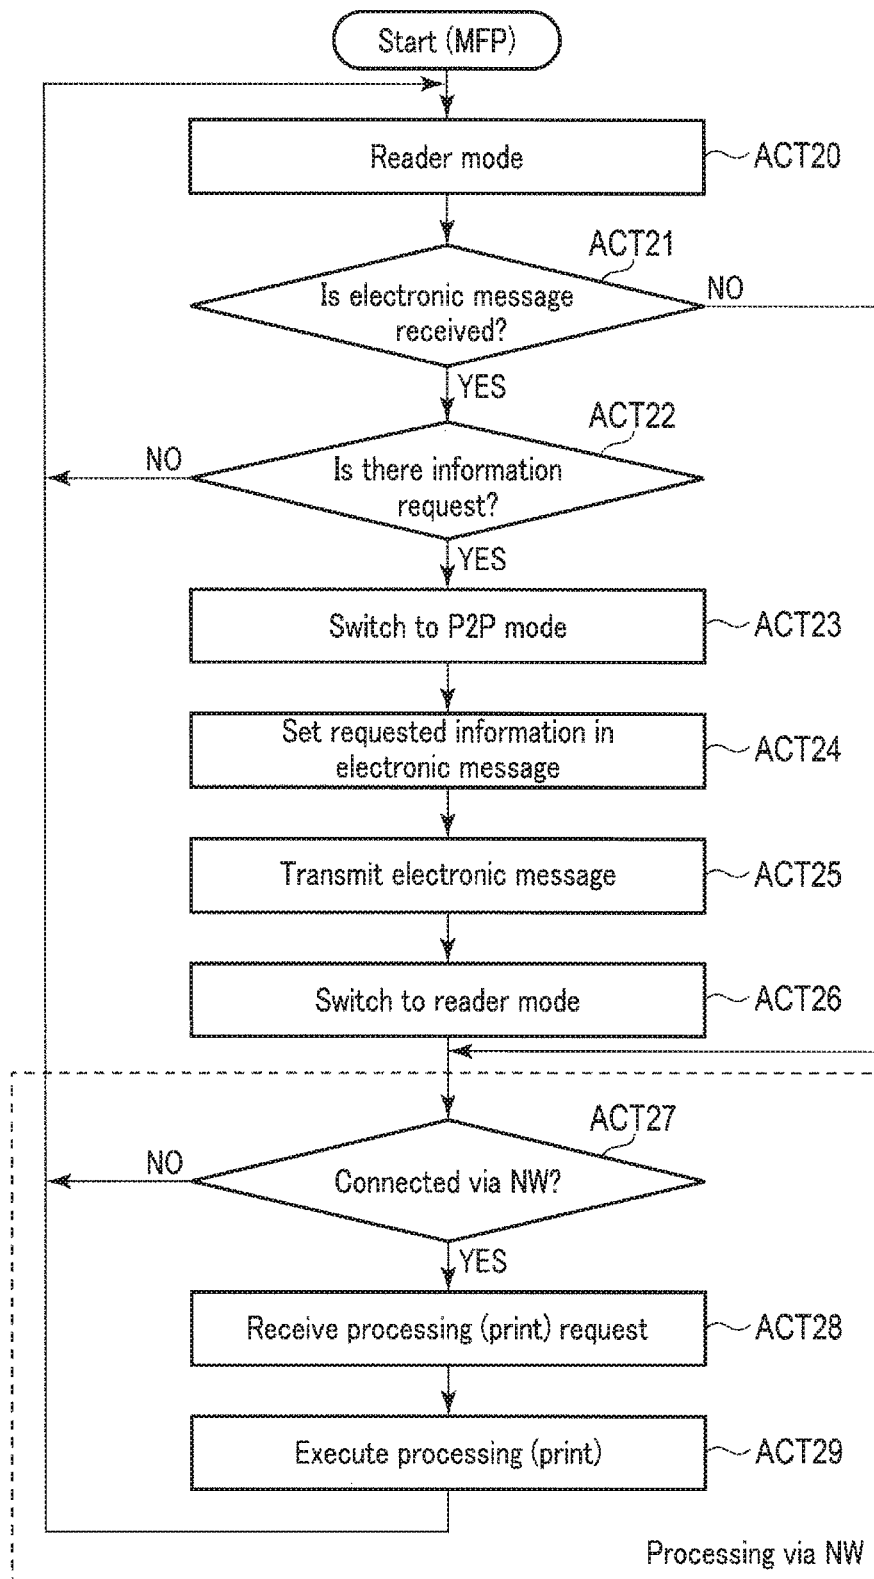 Start (MFP)
Reader mode
ACT20
ACT21
Is electronic message
received?
NO
YES
ACT22
NO
Is there information
request?
YES
Switch to P2P mode
ACT23
Set requested information in
electronic message
ACT24
Transmit electronic message
ACT25
Switch to reader mode
ACT26
ACT27
NO
Connected via NW?
YES
Receive processing (print) request
ACT28
Execute processing (print)
ACT29
Processing via NW